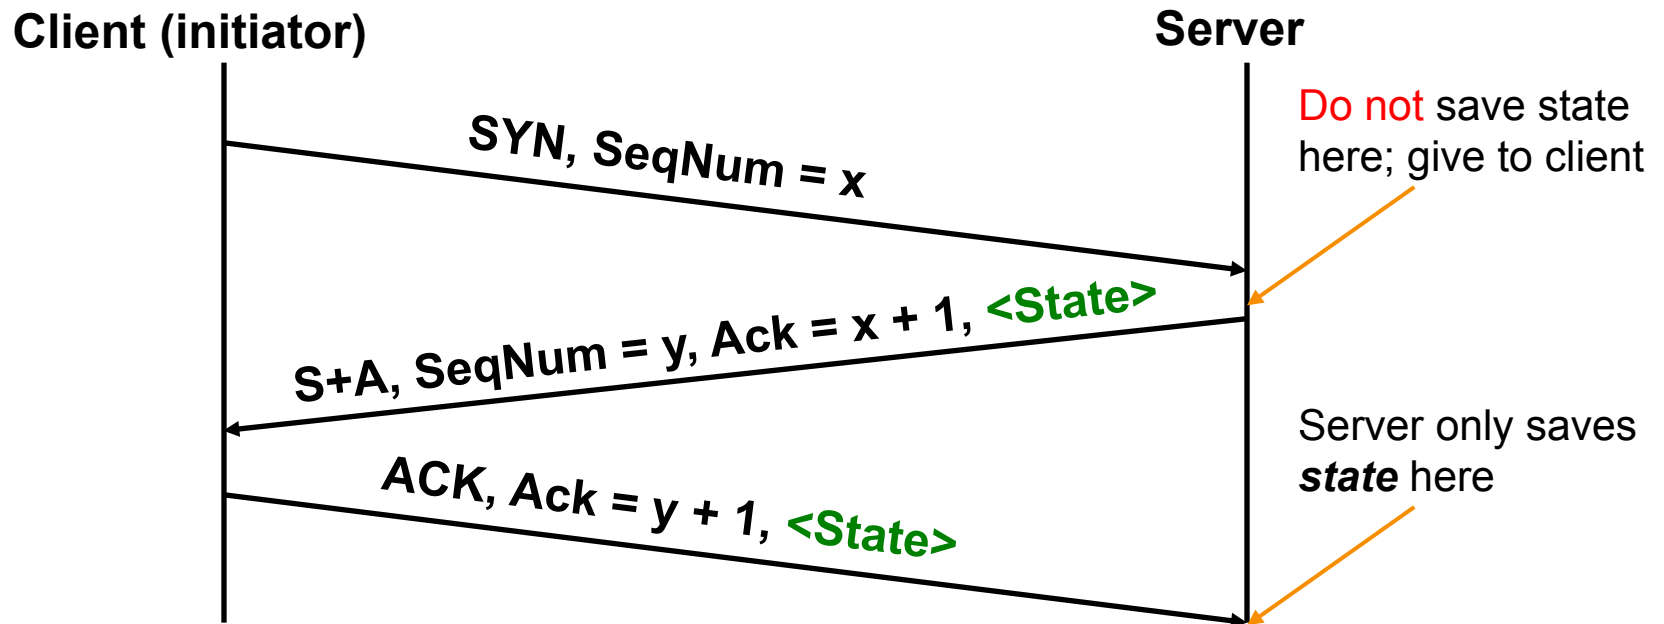 Client (initiator)
Server
Do not save state
here; give to client
SYN, SeqNum = x
S+A, SeqNum = y, Ack = x + 1, <State>
Server only saves
state here
ACK, Ack = y + 1, <State>